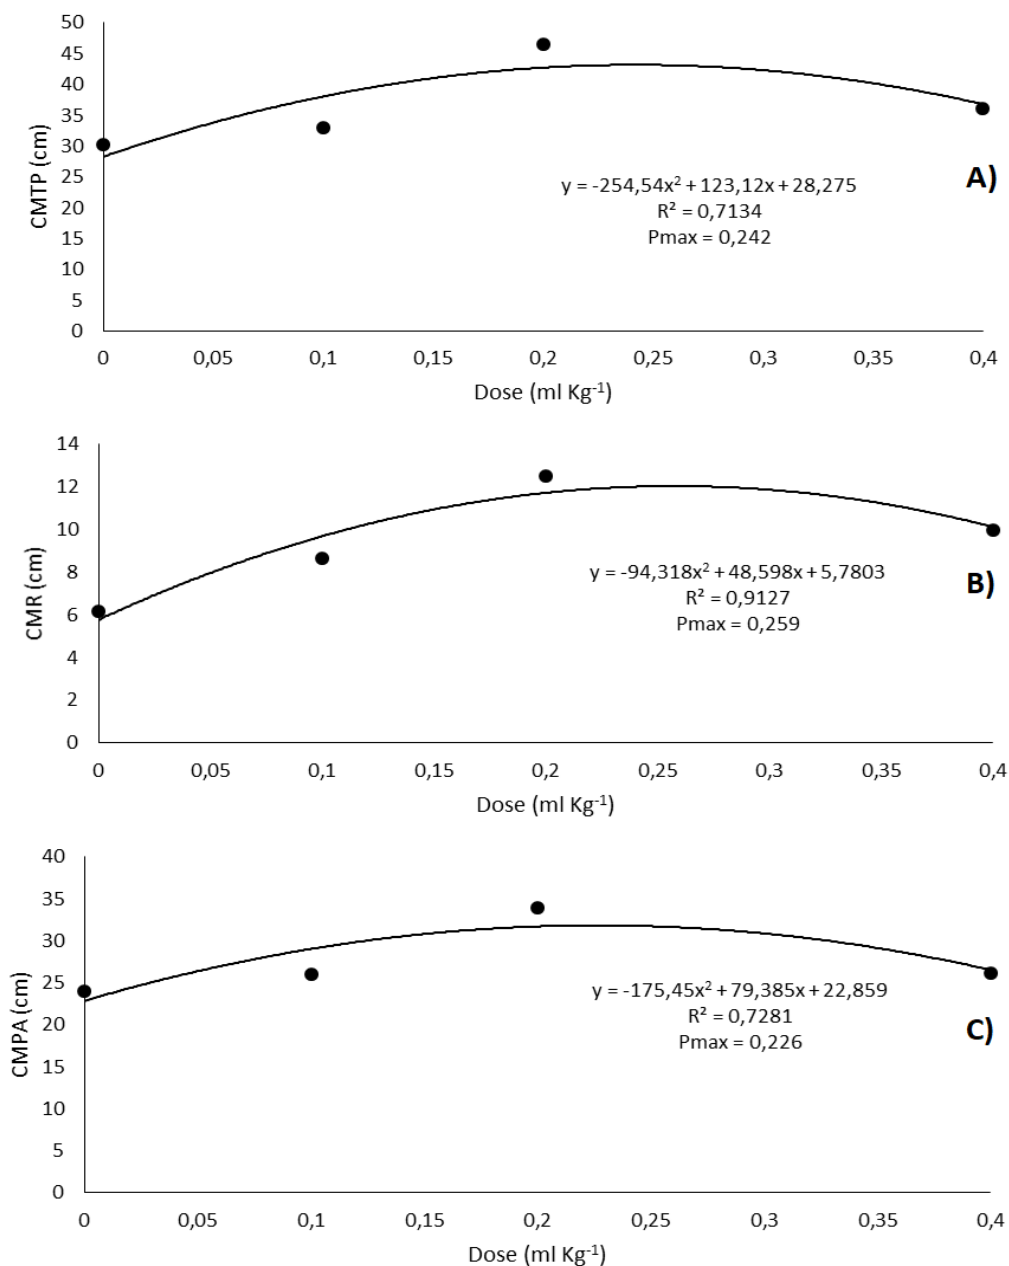 50
45
40
35
30
25
20
15
10
5
0
CMTP (cm)
y = -254,54x² + 123,12x + 28,275
R² = 0,7134
Pmax = 0,242
A)
0 0,05 0,1 0,15 0,2 0,25 0,3 0,35 0,4
Dose (ml Kg⁻¹)
14
12
10
8
6
4
2
0
CMR (cm)
y = -94,318x² + 48,598x + 5,7803
R² = 0,9127
Pmax = 0,259
B)
0 0,05 0,1 0,15 0,2 0,25 0,3 0,35 0,4
Dose (ml Kg⁻¹)
40
35
30
25
20
15
10
5
0
CMPA (cm)
y = -175,45x² + 79,385x + 22,859
R² = 0,7281
Pmax = 0,226
C)
0 0,05 0,1 0,15 0,2 0,25 0,3 0,35 0,4
Dose (ml Kg⁻¹)